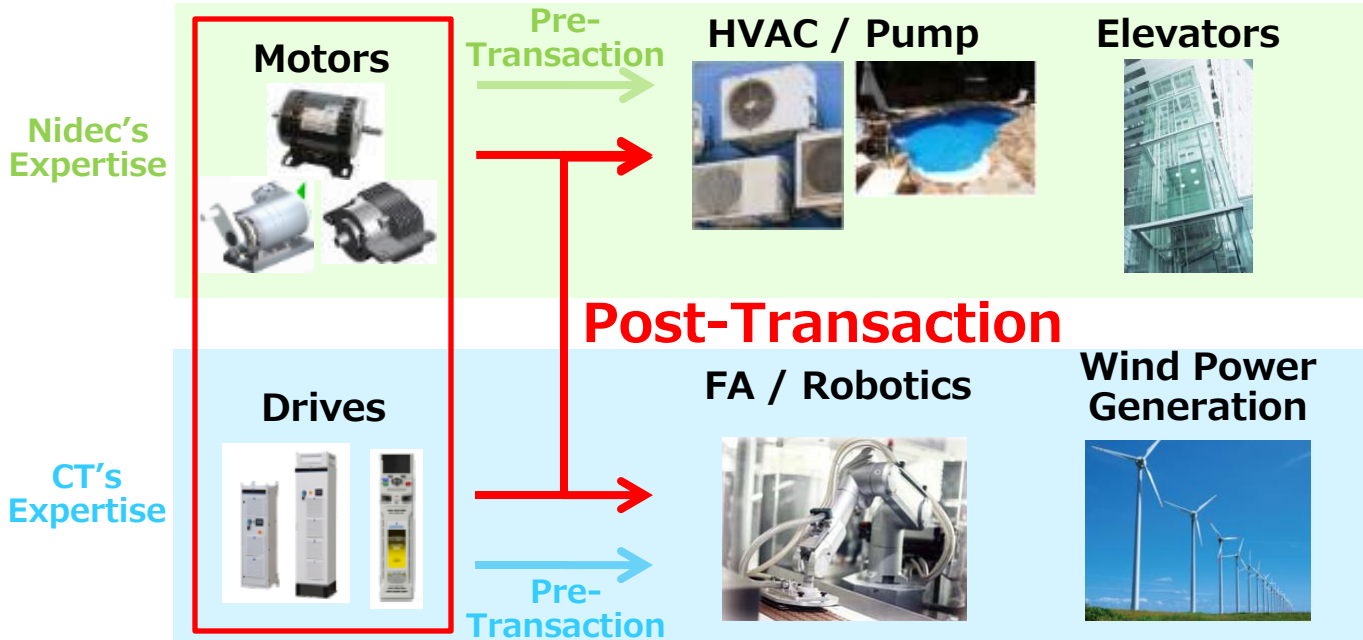 Motors
Pre-
Transaction
HVAC / Pump
Elevators
Nidec’s
Expertise
Post-Transaction
Drives
FA / Robotics
Wind Power
Generation
CT’s
Expertise
Pre-
Transaction